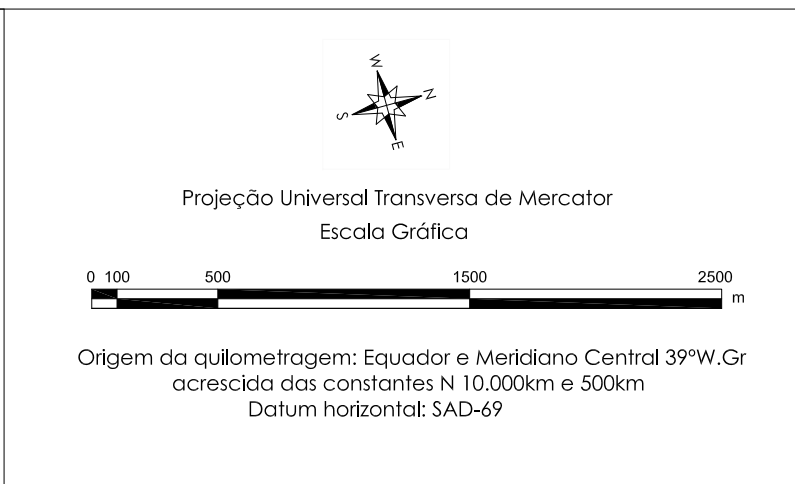 W
N
S
E
Projeção Universal Transversa de Mercator
Escala Gráfica
0 100 500 1500 2500
m
Origem da quilometragem: Equador e Meridiano Central 39ºW.Gr
acrescida das constantes N 10.000km e 500km
Datum horizontal: SAD-69